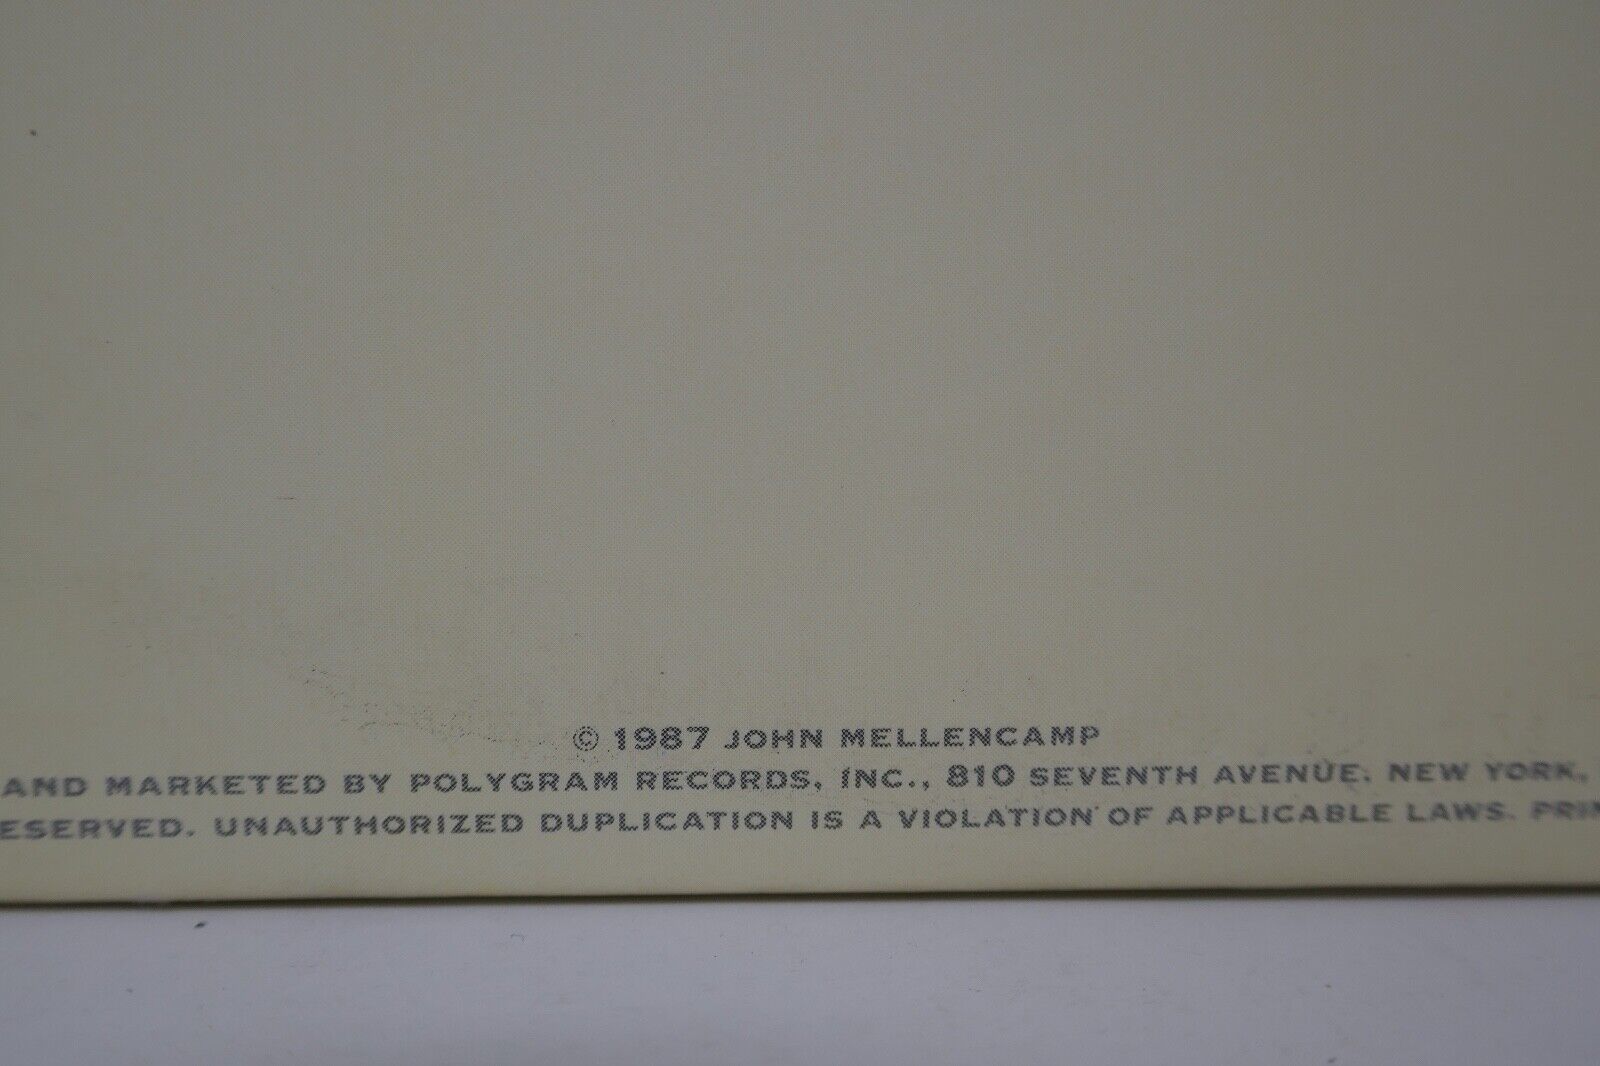 © 1987 JOHN MELLENCAMP
AND MARKETED BY POLYGRAM RECORDS, INC., 810 SEVENTH AVENUE, NEW YORK,
ESERVED. UNAUTHORIZED DUPLICATION IS A VIOLATION OF APPLICABLE LAWS. PRIN